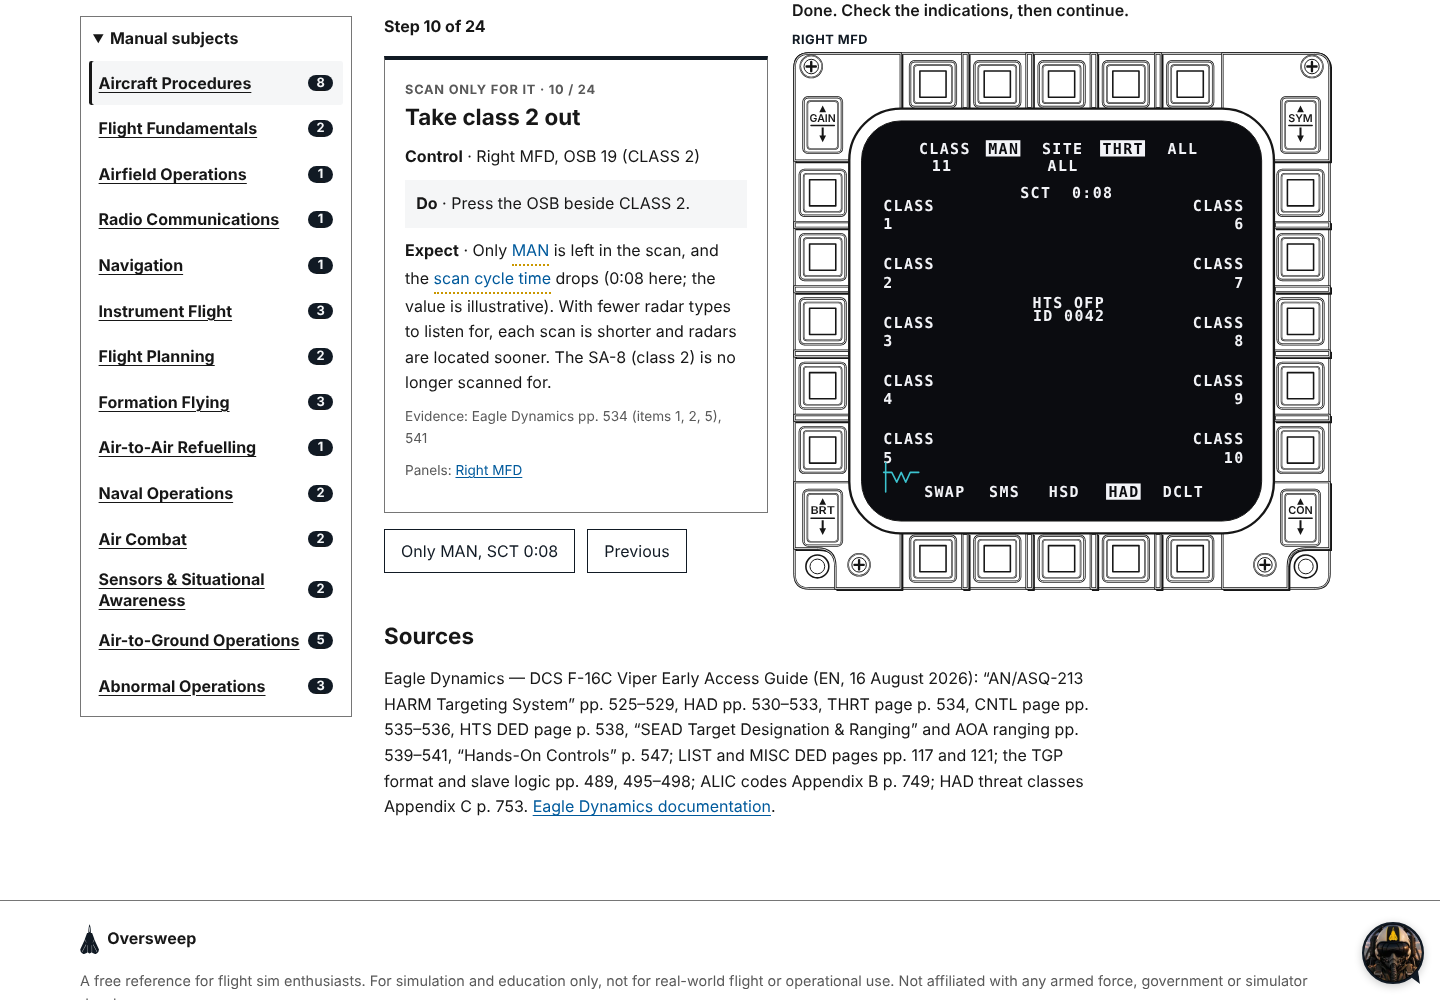 ▼ Manual subjects
Aircraft Procedures 8
Flight Fundamentals 2
Airfield Operations 1
Radio Communications 1
Navigation 1
Instrument Flight 3
Flight Planning 2
Formation Flying 3
Air-to-Air Refuelling 1
Naval Operations 2
Air Combat 2
Sensors & Situational
Awareness 2
Air-to-Ground Operations 5
Abnormal Operations 3
Step 10 of 24
SCAN ONLY FOR IT · 10 / 24
Take class 2 out
Control · Right MFD, OSB 19 (CLASS 2)
Do · Press the OSB beside CLASS 2.
Expect · Only MAN is left in the scan, and
the scan cycle time drops (0:08 here; the
value is illustrative). With fewer radar types
to listen for, each scan is shorter and radars
are located sooner. The SA-8 (class 2) is no
longer scanned for.
Evidence: Eagle Dynamics pp. 534 (items 1, 2, 5),
541
Panels: Right MFD
Only MAN, SCT 0:08
Previous
Done. Check the indications, then continue.
RIGHT MFD
GAIN
SYM
CLASS MAN SITE THRT ALL
11 ALL
SCT 0:08
CLASS CLASS
1 6
CLASS CLASS
2 7
HTS OFP
ID 0042
CLASS CLASS
3 8
CLASS CLASS
4 9
CLASS CLASS
5 10
SWAP SMS HSD HAD DCLT
BRT
CON
Sources
Eagle Dynamics — DCS F-16C Viper Early Access Guide (EN, 16 August 2026): “AN/ASQ-213
HARM Targeting System” pp. 525–529, HAD pp. 530–533, THRT page p. 534, CNTL page pp.
535–536, HTS DED page p. 538, “SEAD Target Designation & Ranging” and AOA ranging pp.
539–541, “Hands-On Controls” p. 547; LIST and MISC DED pages pp. 117 and 121; the TGP
format and slave logic pp. 489, 495–498; ALIC codes Appendix B p. 749; HAD threat classes
Appendix C p. 753. Eagle Dynamics documentation.
Oversweep
A free reference for flight sim enthusiasts. For simulation and education only, not for real-world flight or operational use. Not affiliated with any armed force, government or simulator